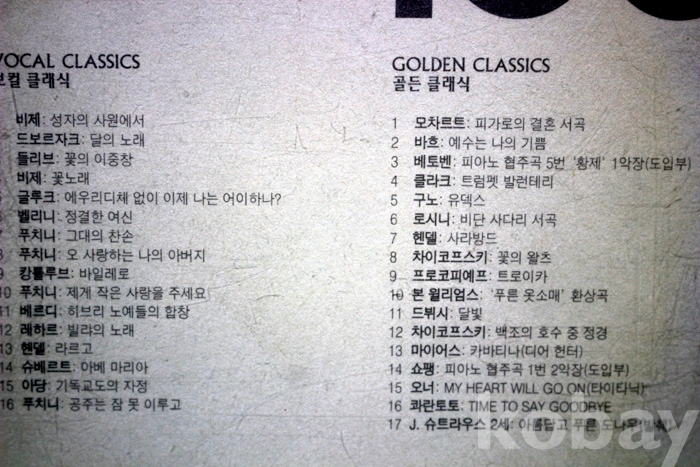 VOCAL CLASSICS
보컬 클래식
비제: 성자의 사원에서
드보르자크: 달의 노래
들리브: 꽃의 이중창
비제: 꽃노래
글루크: 에우리디체 없이 이제 나는 어이하나?
벨리니: 정결한 여신
푸치니: 그대의 찬손
푸치니: 오 사랑하는 나의 아버지
9 캉틀루브: 바일레로
10 푸치니: 제게 작은 사랑을 주세요
11 베르디: 히브리 노예들의 합창
12 레하르: 빌랴의 노래
13 헨델: 라르고
14 슈베르트: 아베 마리아
15 아당: 기독교도의 자정
16 푸치니: 공주는 잠 못 이루고
GOLDEN CLASSICS
골든 클래식
1 모차르트: 피가로의 결혼 서곡
2 바흐: 예수는 나의 기쁨
3 베토벤: 피아노 협주곡 5번 '황제' 1악장(도입부)
4 클라크: 트럼펫 발런테리
5 구노: 유덱스
6 로시니: 비단 사다리 서곡
7 헨델: 사라방드
8 차이코프스키: 꽃의 왈츠
9 프로코피예프: 트로이카
10 본 윌리엄스: '푸른 옷소매' 환상곡
11 드뷔시: 달빛
12 차이코프스키: 백조의 호수 중 정경
13 마이어스: 카바티나(디어 헌터)
14 쇼팽: 피아노 협주곡 1번 2악장(도입부)
15 오너: MY HEART WILL GO ON(타이타닉)
16 콰란토토: TIME TO SAY GOODBYE
17 J. 슈트라우스 2세: 아름답고 푸른 도나우(발췌)
kobay